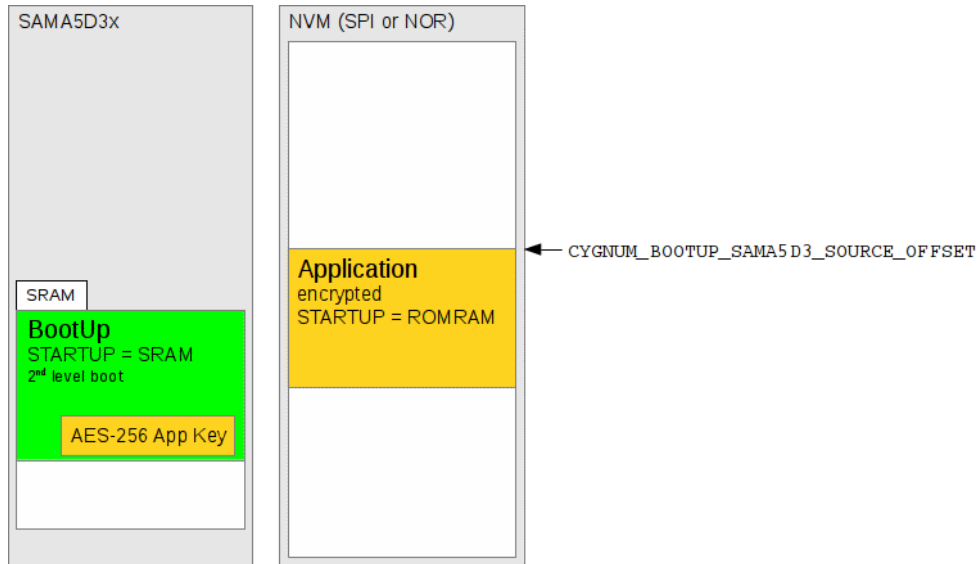 SAMA5D3x
SRAM
BootUp
STARTUP = SRAM
2nd level boot
AES-256 App Key
NVM (SPI or NOR)
Application
encrypted
STARTUP = ROMRAM
CYGNUM_BOOTUP_SAMA5D3_SOURCE_OFFSET